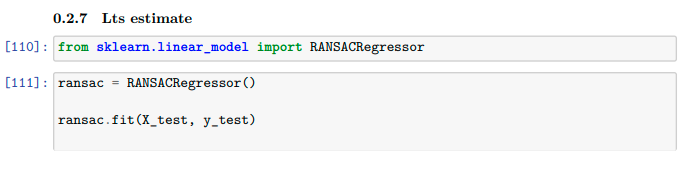 0.2.7 Lts estimate
[110]: from sklearn.linear_model import RANSACRegressor
[111]: ransac = RANSACRegressor()
ransac.fit(X_test, y_test)